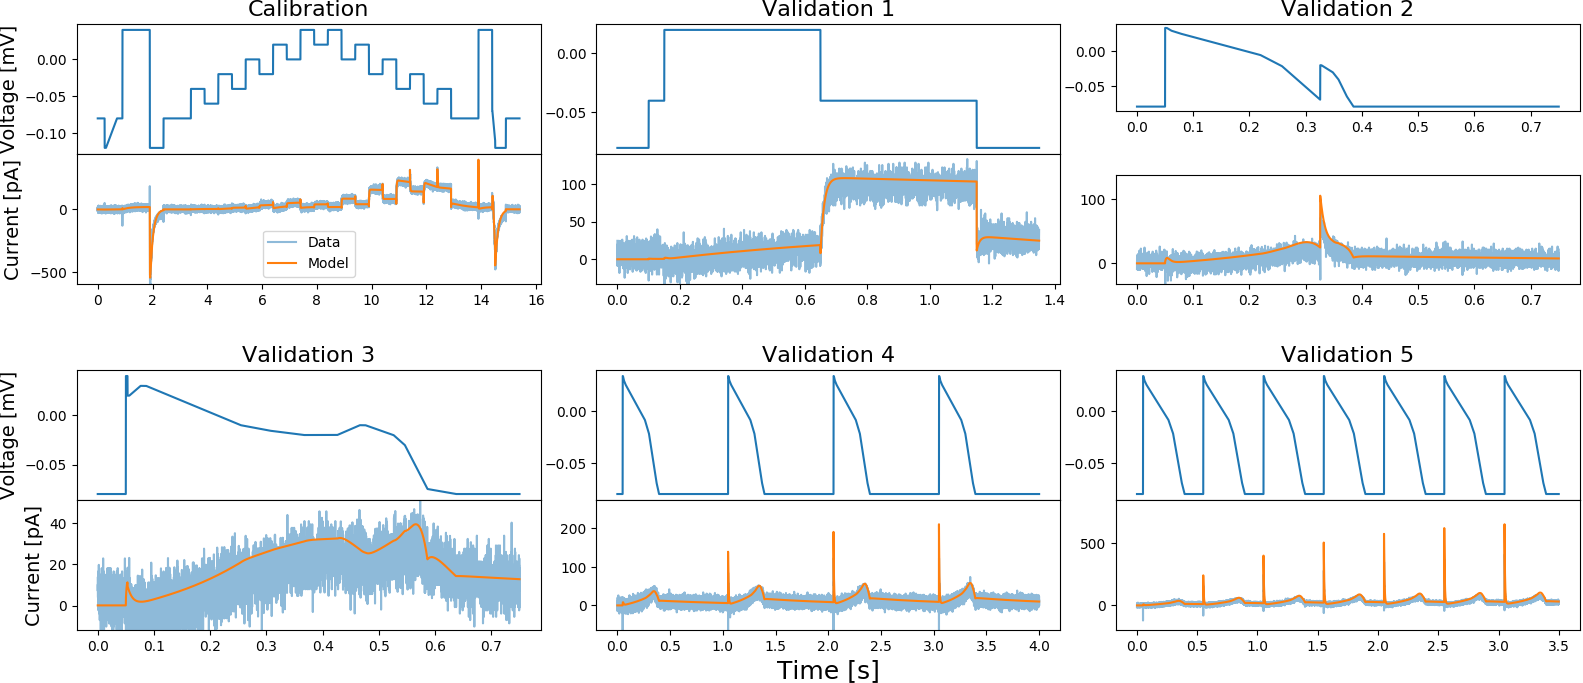 Calibration
Validation 1
Validation 2
Voltage [mV]
0.00
−0.05
−0.10
0.00
−0.05
0.00
−0.05
0.0 0.1 0.2 0.3 0.4 0.5 0.6 0.7
Current [pA]
0
−500
Data
Model
0 2 4 6 8 10 12 14 16
100
50
0
0.0 0.2 0.4 0.6 0.8 1.0 1.2 1.4
100
0
0.0 0.1 0.2 0.3 0.4 0.5 0.6 0.7
Validation 3
Validation 4
Validation 5
Voltage [mV]
0.00
−0.05
0.00
−0.05
0.00
−0.05
Current [pA]
40
20
0
0.0 0.1 0.2 0.3 0.4 0.5 0.6 0.7
200
100
0
0.0 0.5 1.0 1.5 2.0 2.5 3.0 3.5 4.0
500
0
0.0 0.5 1.0 1.5 2.0 2.5 3.0 3.5
Time [s]